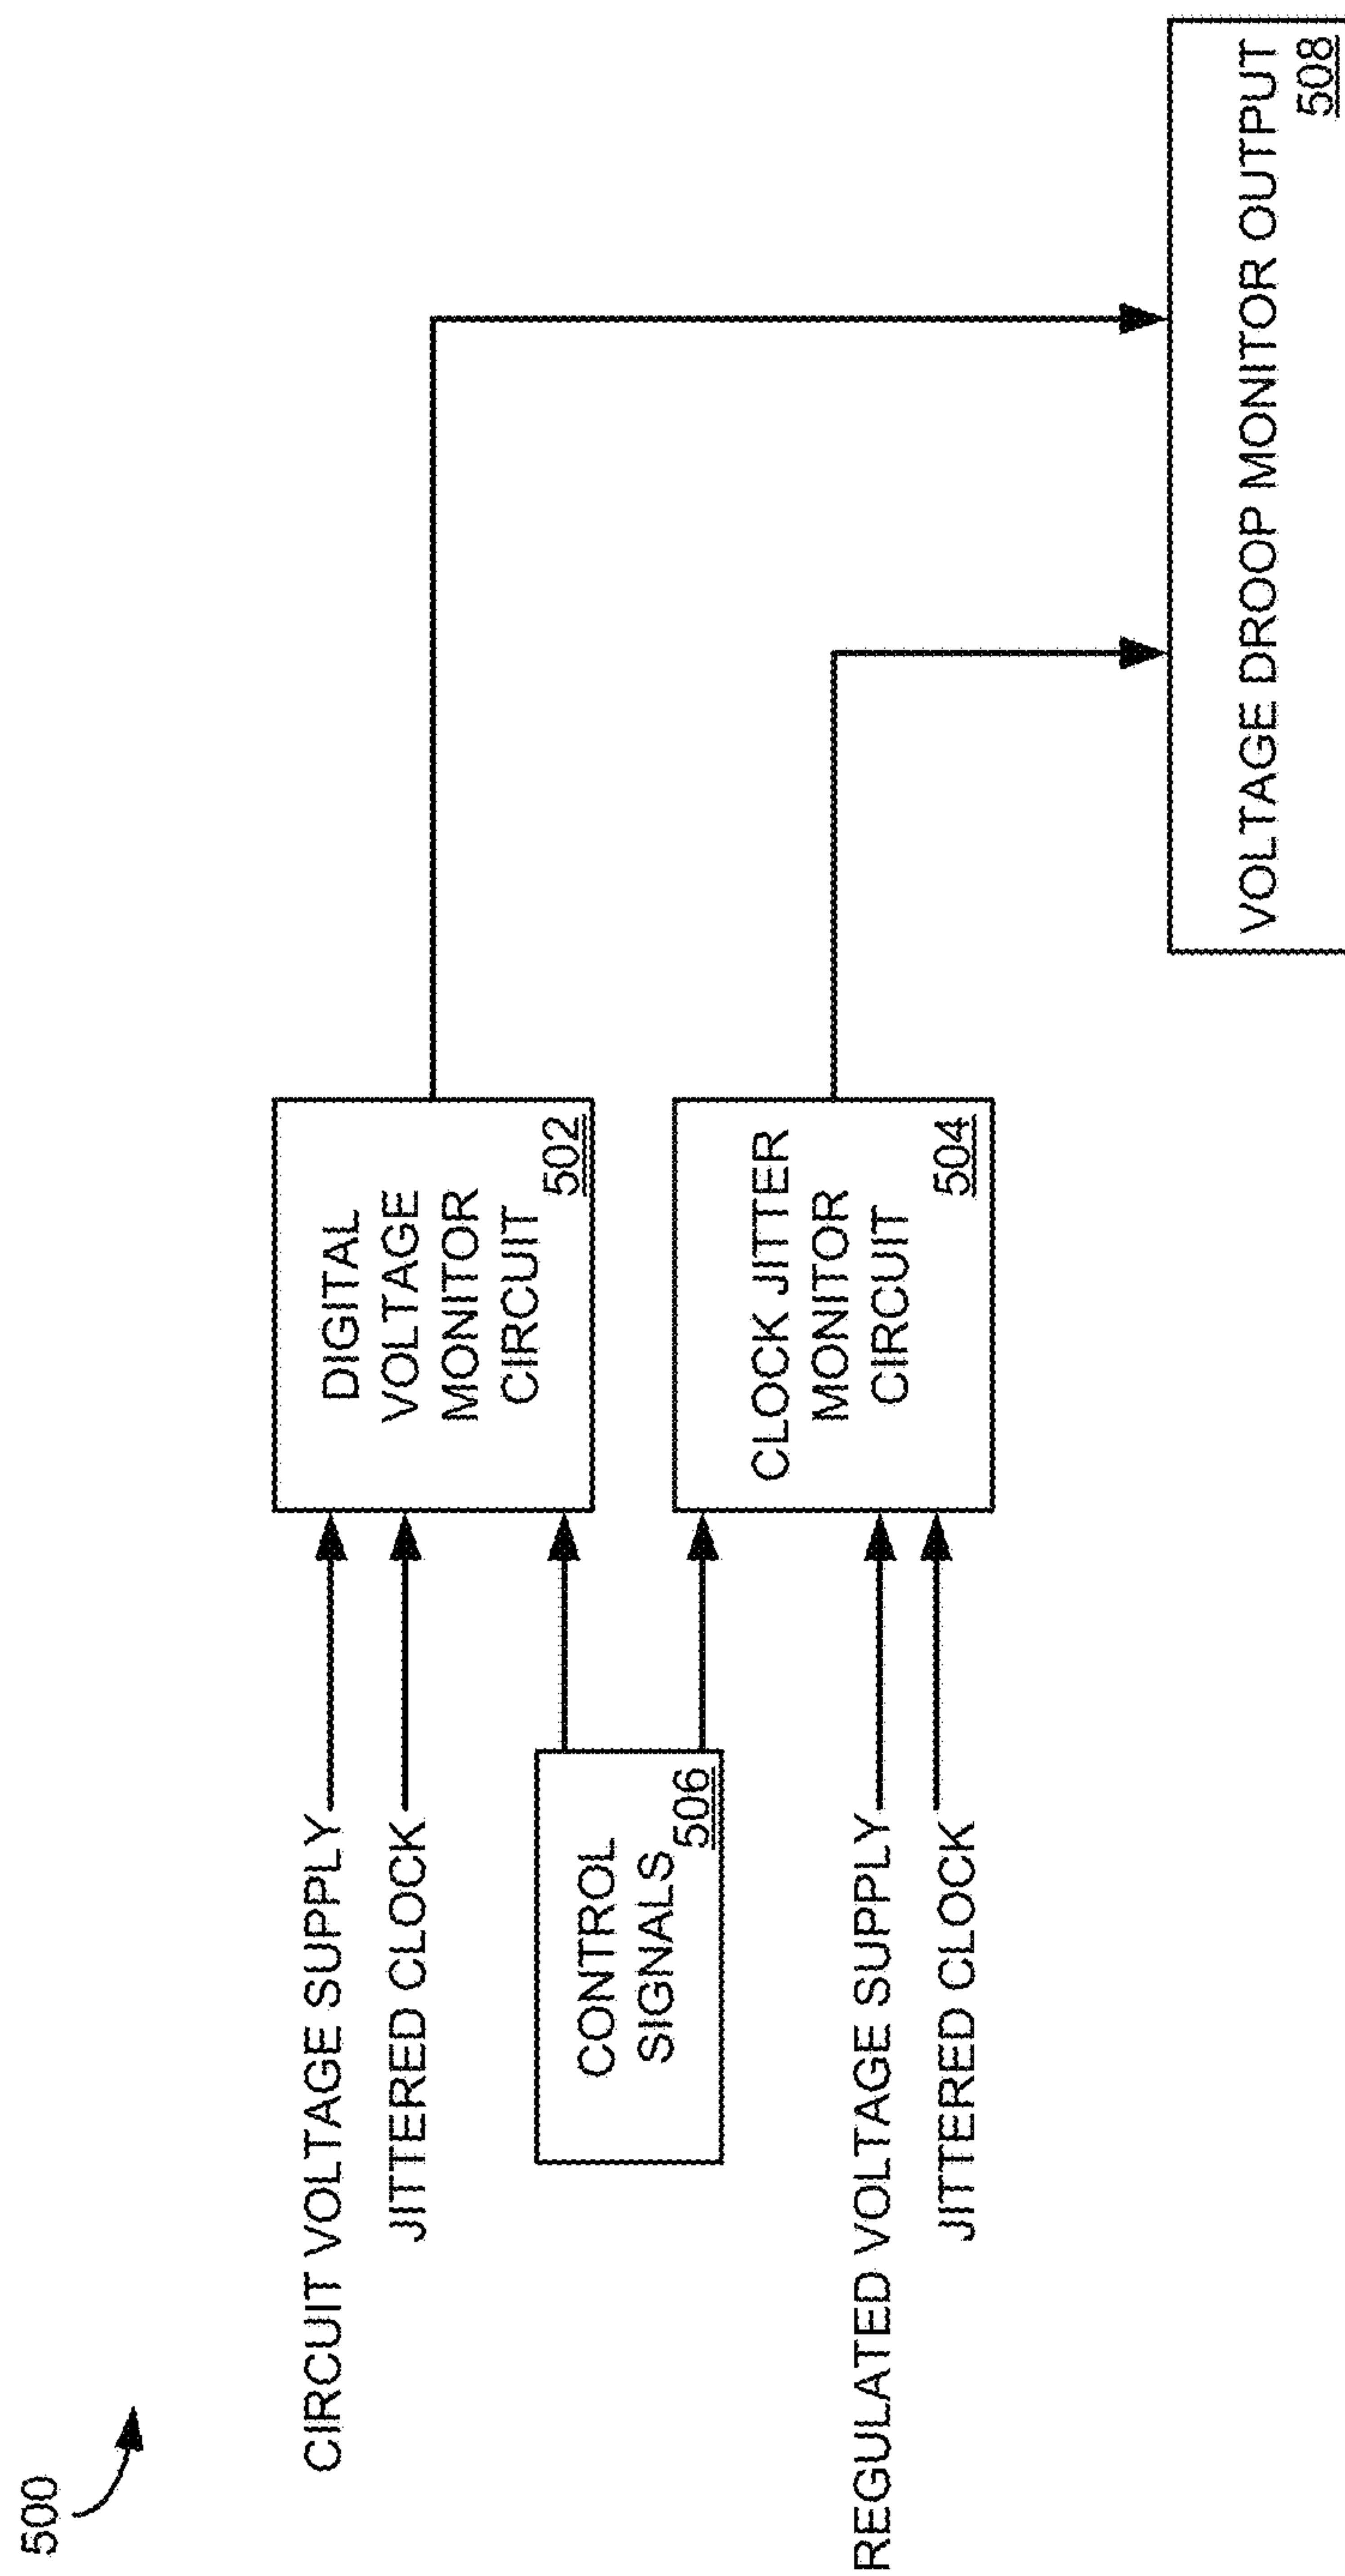 500
CIRCUIT VOLTAGE SUPPLY
JITTERED CLOCK
DIGITAL
VOLTAGE
MONITOR
CIRCUIT
502
CONTROL
SIGNALS
506
REGULATED VOLTAGE SUPPLY
JITTERED CLOCK
CLOCK JITTER
MONITOR
CIRCUIT
504
VOLTAGE DROOP MONITOR OUTPUT
508